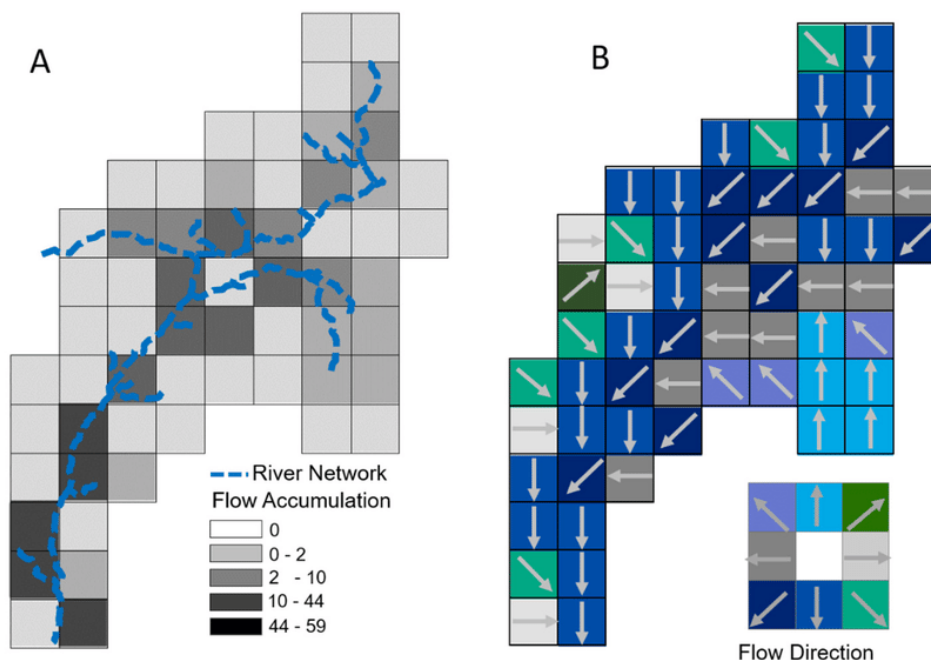 A
B
River Network
Flow Accumulation
0
0 - 2
2 - 10
10 - 44
44 - 59
Flow Direction